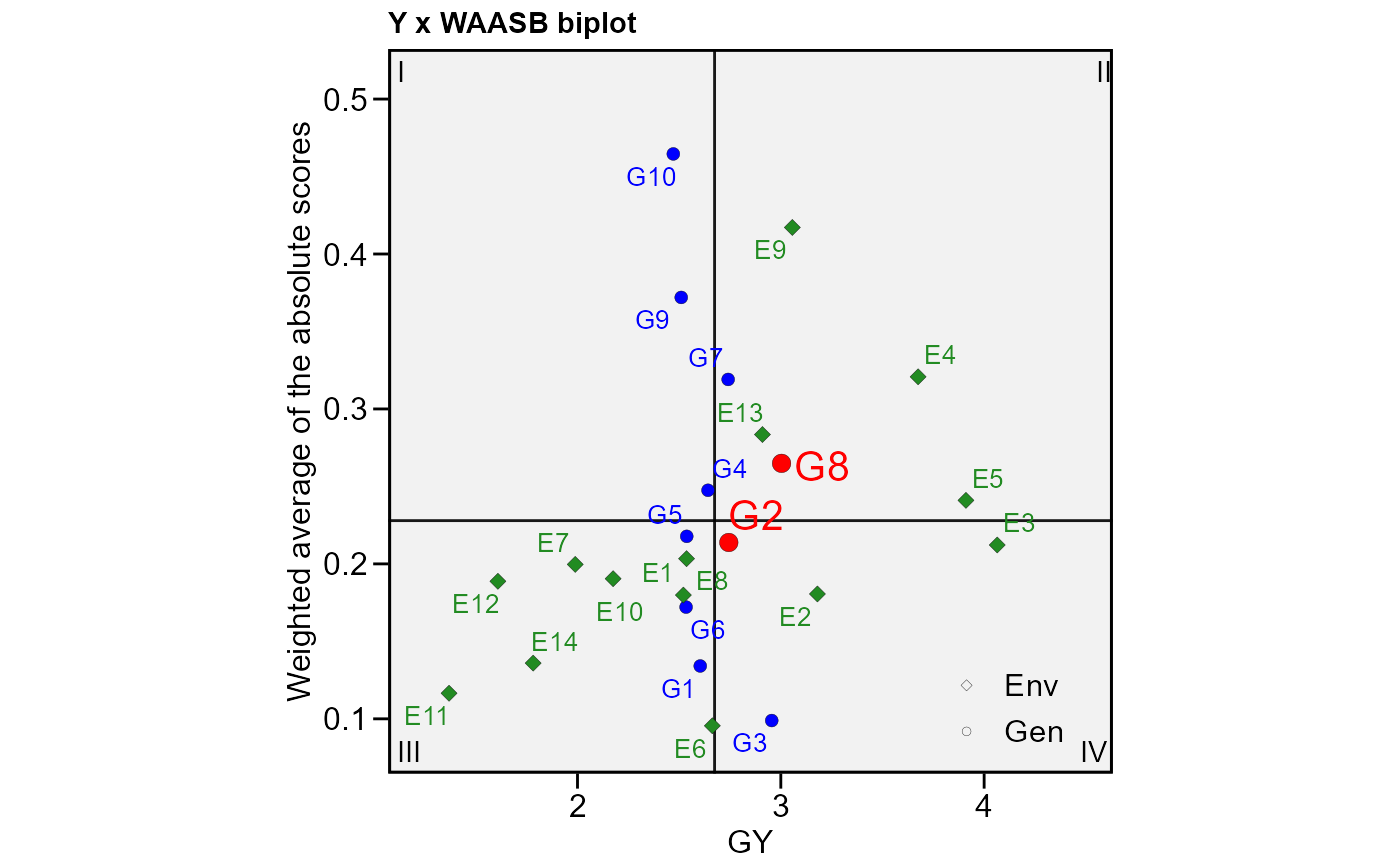 Y x WAASB biplot
I
II
0.5
G10
E9
0.4
G9
G7
E4
E13
0.3
G4
G8
E5
G5
G2
E3
E7
0.2
E1
E8
E12
E10
E2
G6
E14
G1
Env
E11
0.1
Gen
E6
G3
III
IV
2
3
4
GY
Weighted average of the absolute scores